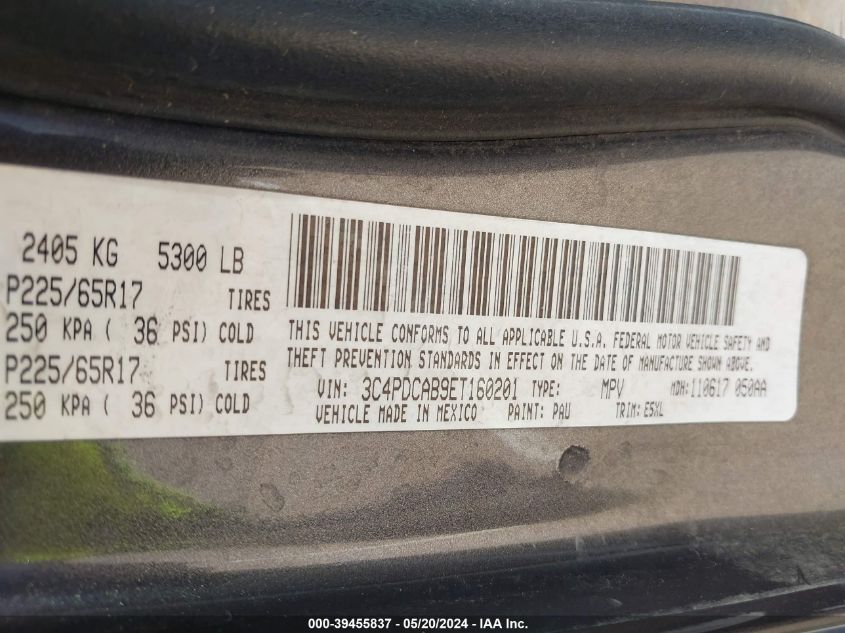 2405 KG 5300 LB
P225/65R17 TIRES
250 KPA ( 36 PSI) COLD
P225/65R17 TIRES
250 KPA ( 36 PSI) COLD
THIS VEHICLE CONFORMS TO ALL APPLICABLE U.S.A. FEDERAL MOTOR VEHICLE SAFETY AND
THEFT PREVENTION STANDARDS IN EFFECT ON THE DATE OF MANUFACTURE SHOWN ABOVE.
VIN: 3C4PDCAB9ET160201 TYPE: MPV MDH:110617 050AA
VEHICLE MADE IN MEXICO PAINT: PAU TRIM: E5XL
000-39455837 - 05/20/2024 - IAA Inc.